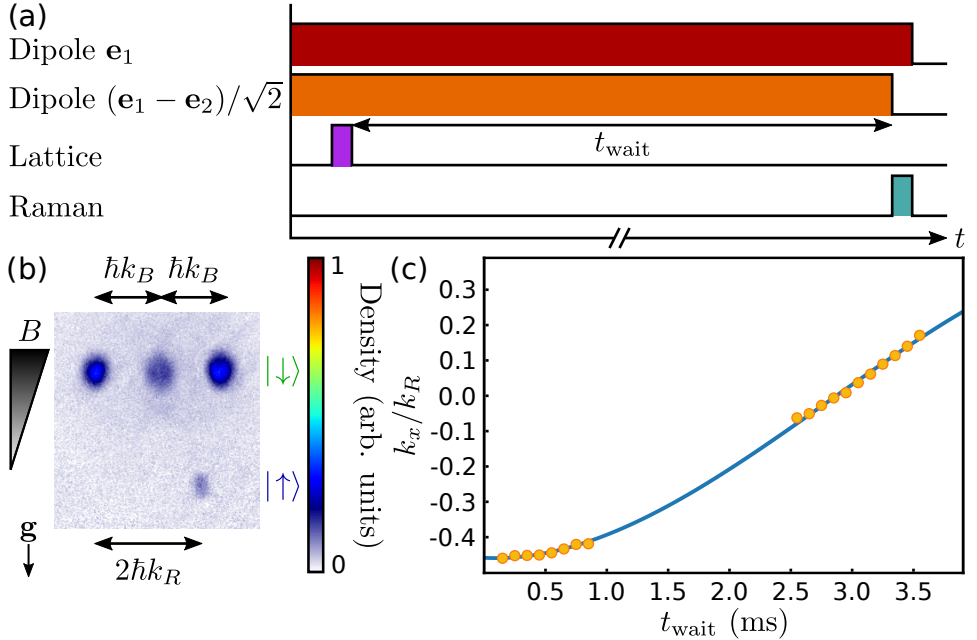 (a)
Dipole e₁
Dipole (e₁ − e₂)/√2
Lattice
t_wait
Raman
t
(b)
ħk_B ħk_B
B
|↓⟩
|↑⟩
g
2ħk_R
1
Density (arb. units)
0
(c)
k_x/k_R
0.3
0.2
0.1
0.0
-0.1
-0.2
-0.3
-0.4
0.5 1.0 1.5 2.0 2.5 3.0 3.5
t_wait (ms)